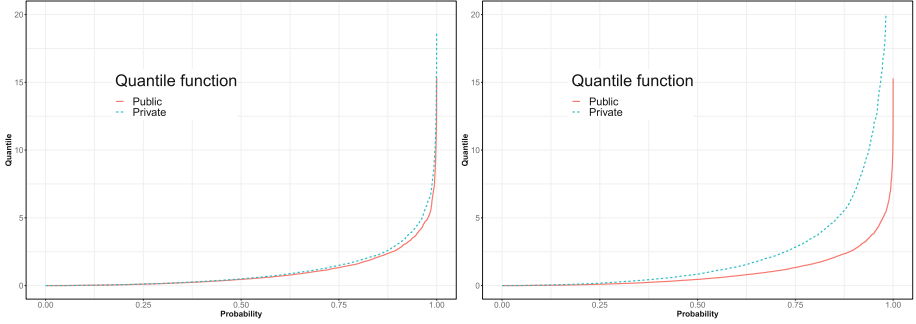 20
15
10
5
0
Quantile
Quantile function
Public
Private
0.00 0.25 0.50 0.75 1.00
Probability
20
15
10
5
0
Quantile
Quantile function
Public
Private
0.00 0.25 0.50 0.75 1.00
Probability